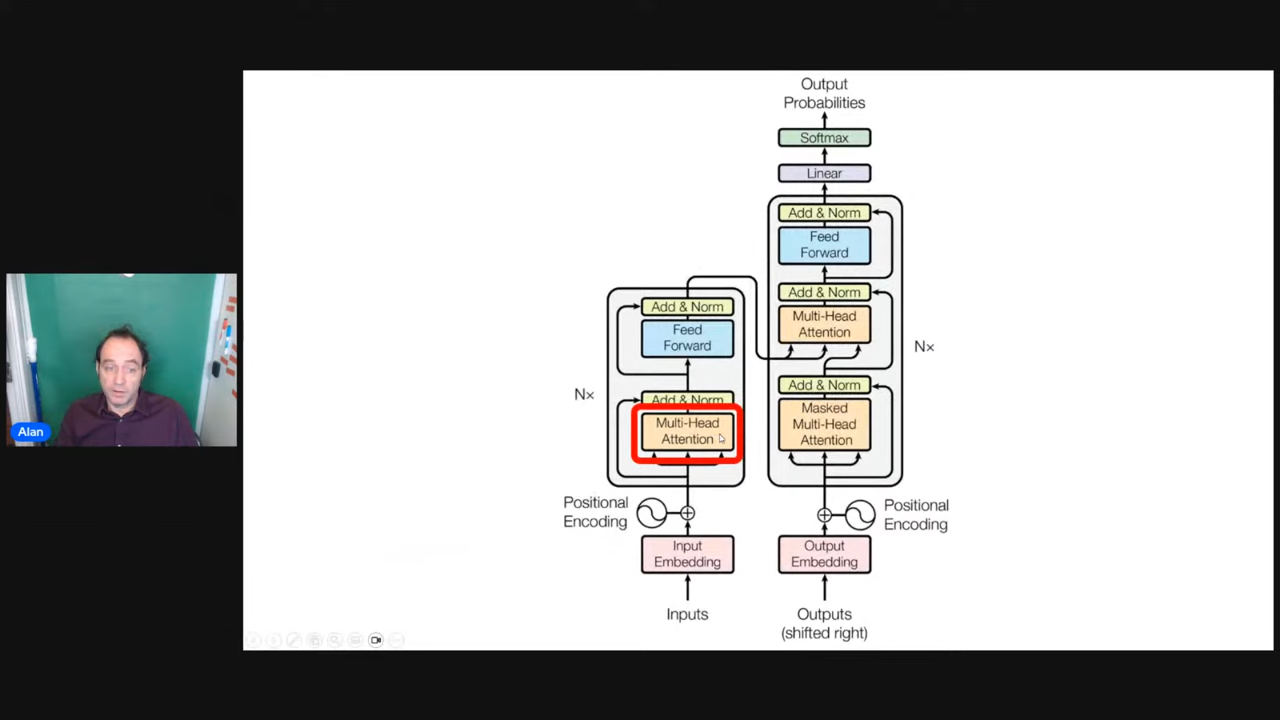 Output
Probabilities
Softmax
Linear
Add & Norm
Feed
Forward
Add & Norm
Multi-Head
Attention
Nx
Add & Norm
Masked
Multi-Head
Attention
Add & Norm
Feed
Forward
Nx
Add & Norm
Multi-Head
Attention
Positional
Encoding
Positional
Encoding
Input
Embedding
Output
Embedding
Inputs
Outputs
(shifted right)
Alan